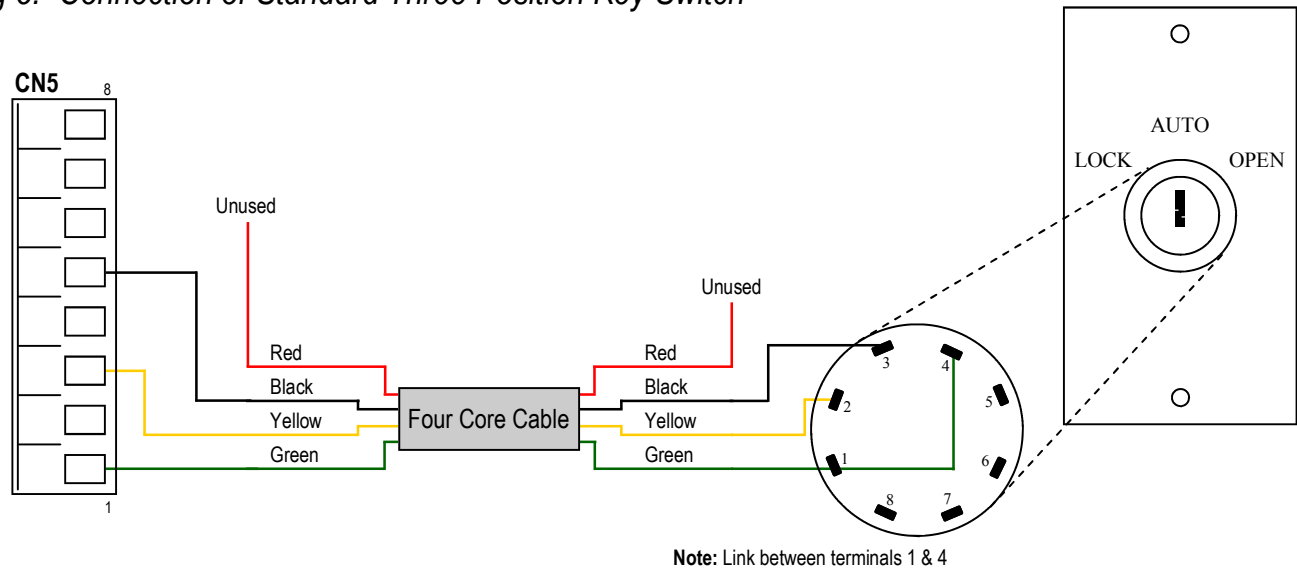 Connection of Standard Three Position Key Switch
CN5
8
1
Unused
Red
Black
Yellow
Green
Four Core Cable
Unused
Red
Black
Yellow
Green
3
4
2
5
1
6
8
7
LOCK
AUTO
OPEN
Note: Link between terminals 1 & 4